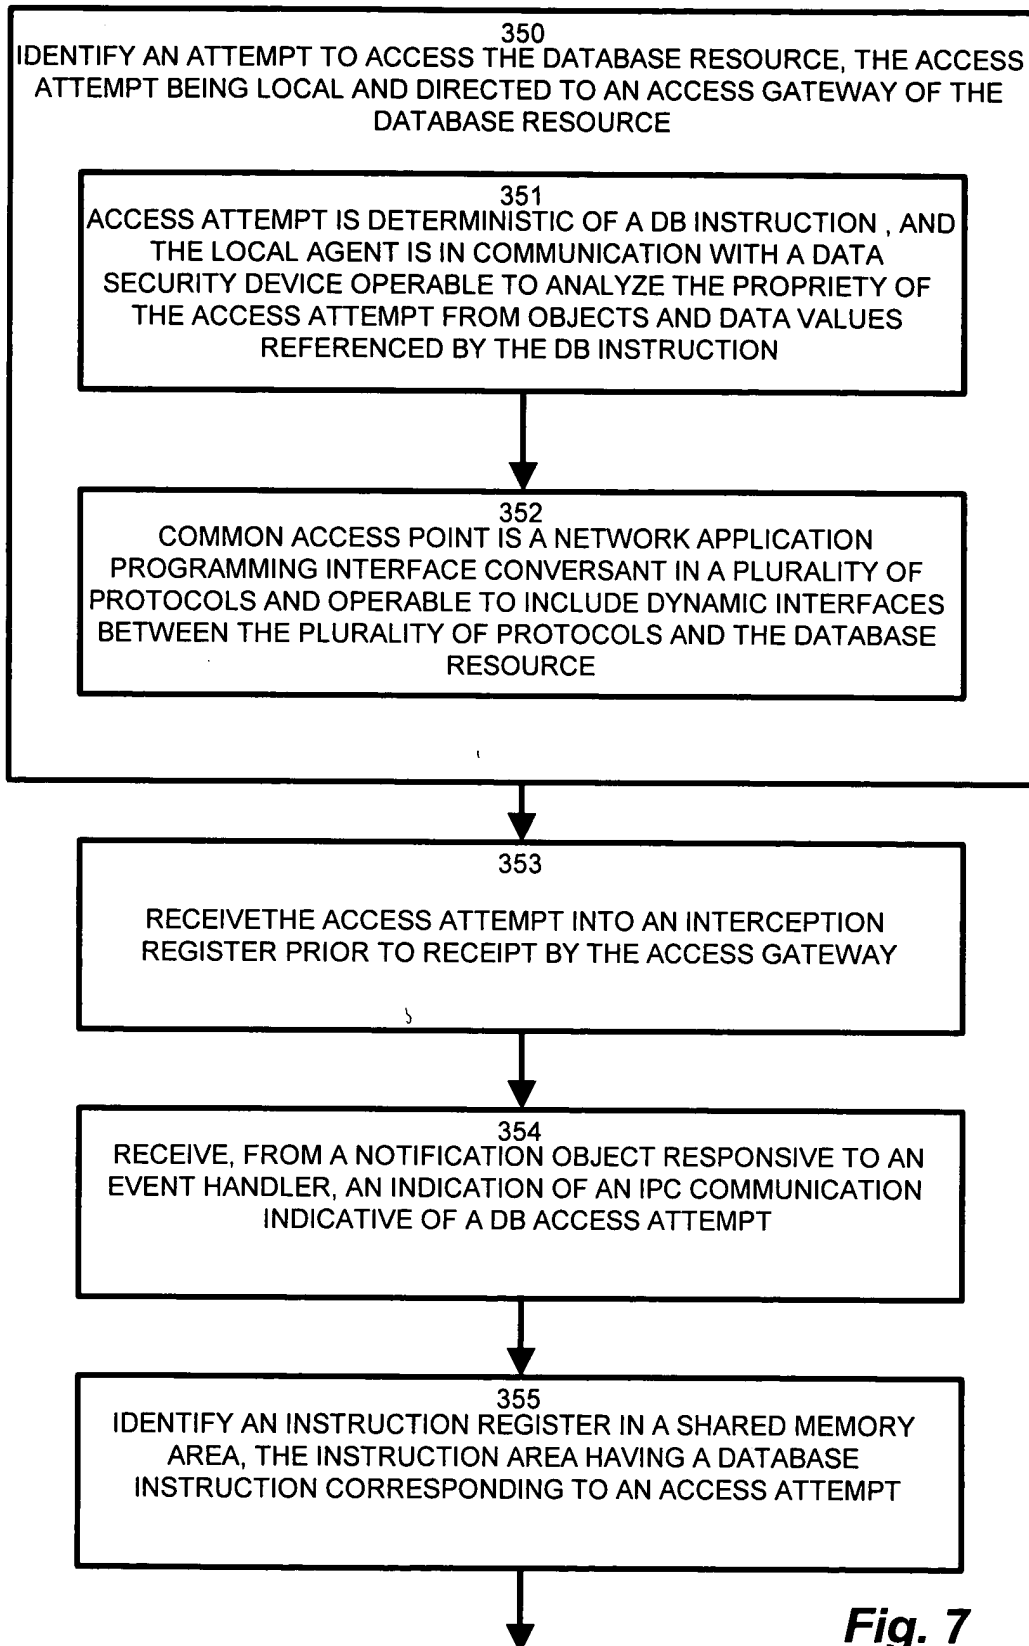 350
IDENTIFY AN ATTEMPT TO ACCESS THE DATABASE RESOURCE, THE ACCESS
ATTEMPT BEING LOCAL AND DIRECTED TO AN ACCESS GATEWAY OF THE
DATABASE RESOURCE
351
ACCESS ATTEMPT IS DETERMINISTIC OF A DB INSTRUCTION , AND
THE LOCAL AGENT IS IN COMMUNICATION WITH A DATA
SECURITY DEVICE OPERABLE TO ANALYZE THE PROPRIETY OF
THE ACCESS ATTEMPT FROM OBJECTS AND DATA VALUES
REFERENCED BY THE DB INSTRUCTION
352
COMMON ACCESS POINT IS A NETWORK APPLICATION
PROGRAMMING INTERFACE CONVERSANT IN A PLURALITY OF
PROTOCOLS AND OPERABLE TO INCLUDE DYNAMIC INTERFACES
BETWEEN THE PLURALITY OF PROTOCOLS AND THE DATABASE
RESOURCE
353
RECEIVETHE ACCESS ATTEMPT INTO AN INTERCEPTION
REGISTER PRIOR TO RECEIPT BY THE ACCESS GATEWAY
354
RECEIVE, FROM A NOTIFICATION OBJECT RESPONSIVE TO AN
EVENT HANDLER, AN INDICATION OF AN IPC COMMUNICATION
INDICATIVE OF A DB ACCESS ATTEMPT
355
IDENTIFY AN INSTRUCTION REGISTER IN A SHARED MEMORY
AREA, THE INSTRUCTION AREA HAVING A DATABASE
INSTRUCTION CORRESPONDING TO AN ACCESS ATTEMPT
Fig. 7